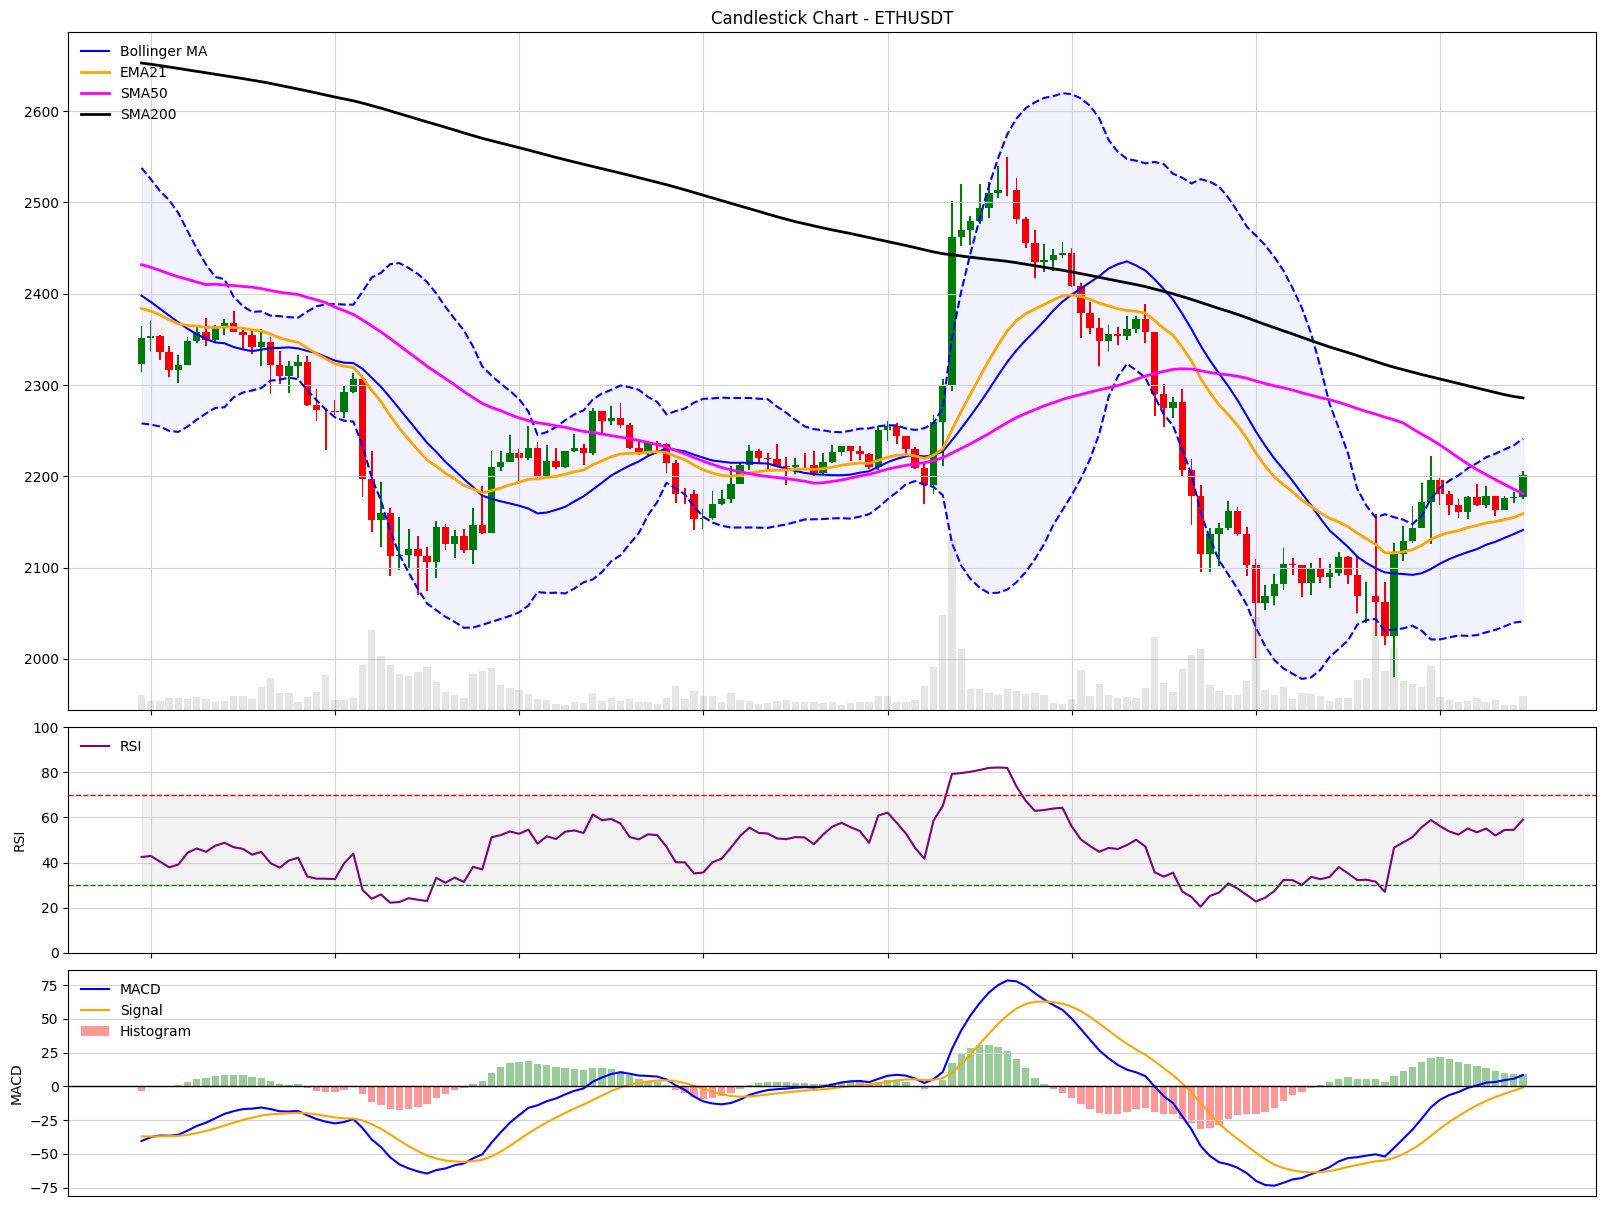 Candlestick Chart - ETHUSDT
Bollinger MA
EMA21
SMA50
SMA200
2600
2500
2400
2300
2200
2100
2000
100
80
60
40
20
0
RSI
RSI
75
50
25
0
−25
−50
−75
MACD
MACD
Signal
Histogram